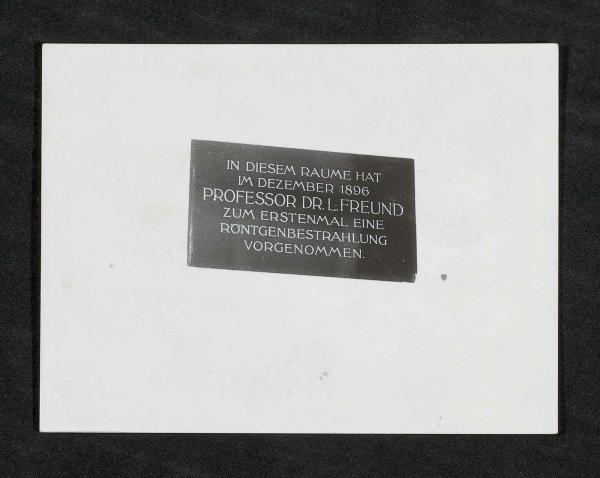 IN DIESEM RAUME HAT
IM DEZEMBER 1896
PROFESSOR DR. L. FREUND
ZUM ERSTENMAL EINE
RÖNTGENBESTRAHLUNG
VORGENOMMEN.